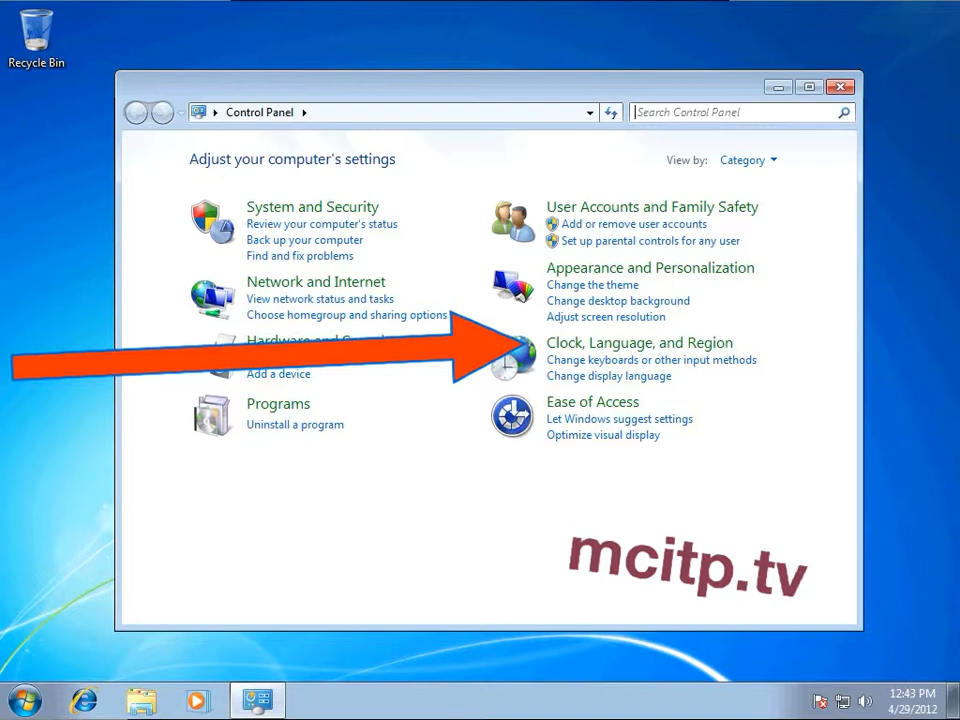 Recycle Bin
Control Panel
Search Control Panel
Adjust your computer's settings
View by: Category
System and Security
Review your computer's status
Back up your computer
Find and fix problems
Network and Internet
View network status and tasks
Choose homegroup and sharing options
Hardware and
Add a device
Programs
Uninstall a program
User Accounts and Family Safety
Add or remove user accounts
Set up parental controls for any user
Appearance and Personalization
Change the theme
Change desktop background
Adjust screen resolution
Clock, Language, and Region
Change keyboards or other input methods
Change display language
Ease of Access
Let Windows suggest settings
Optimize visual display
mcitp.tv
12:43 PM
4/29/2012